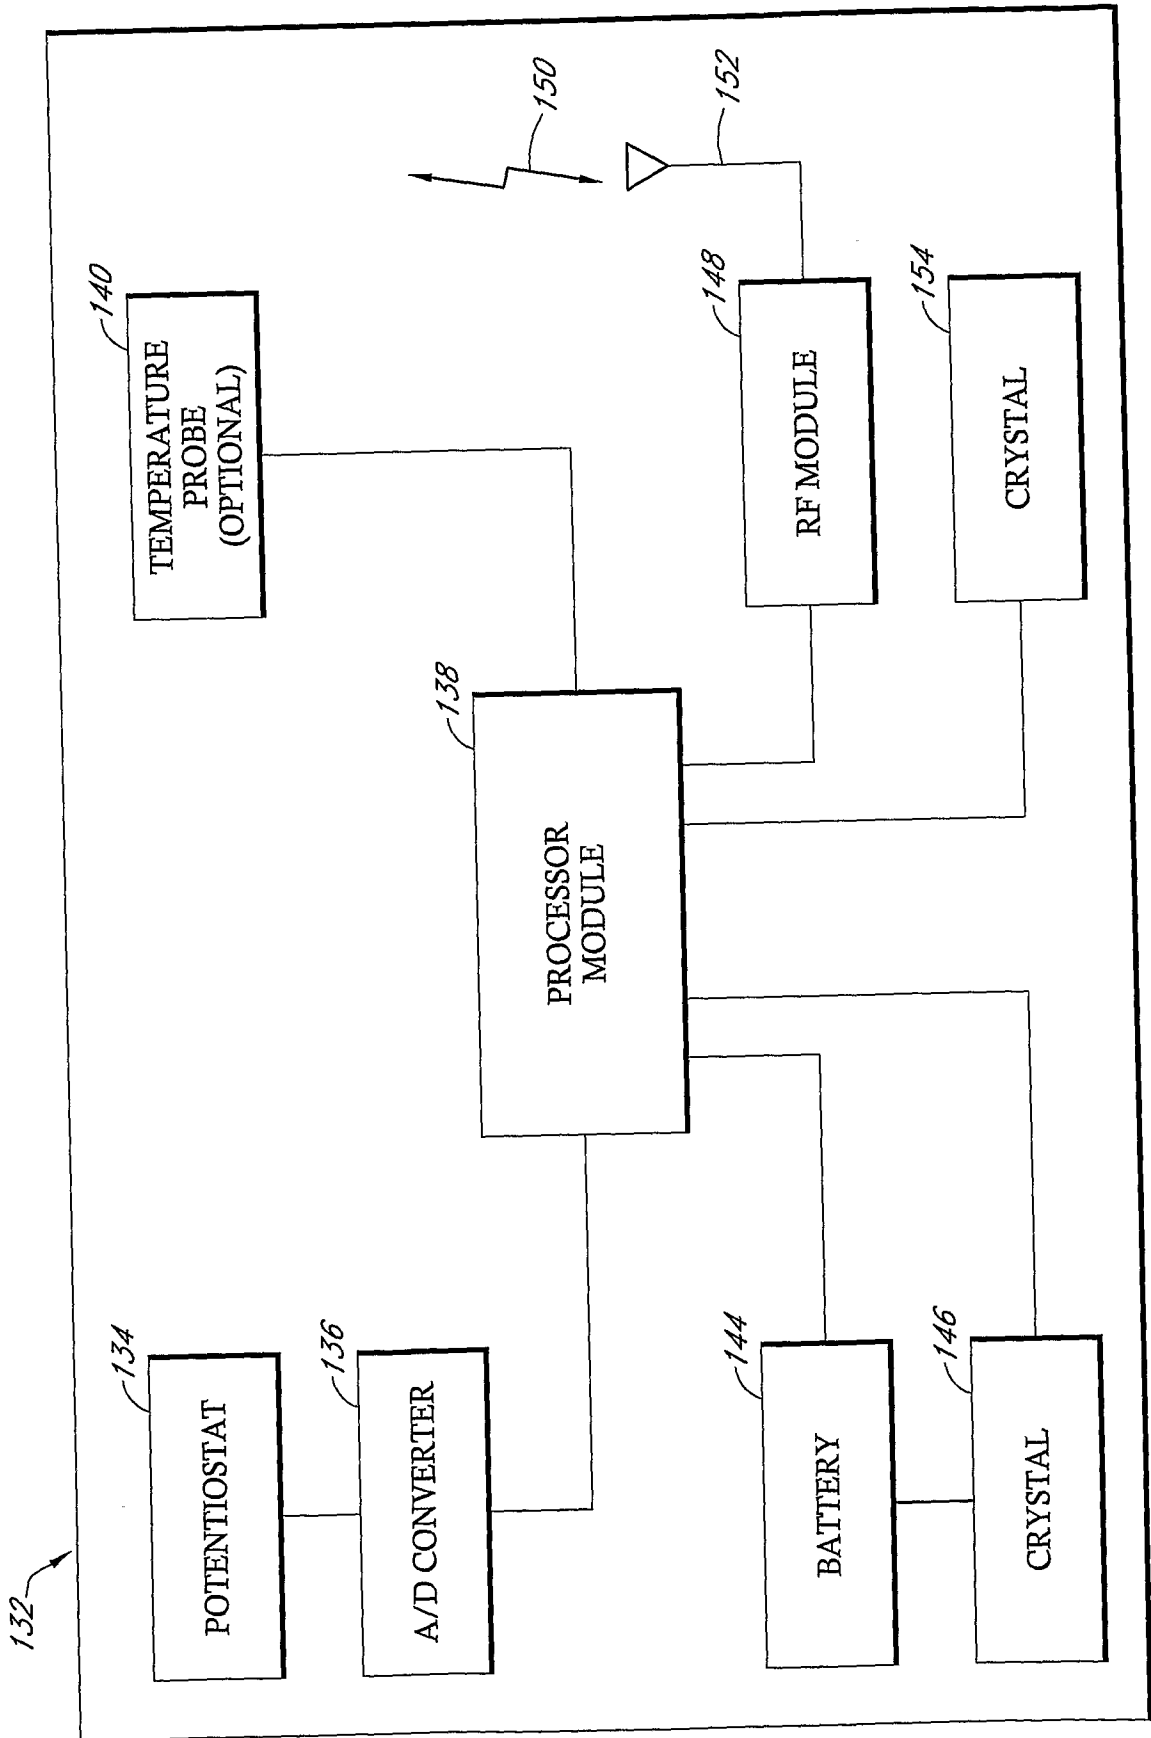 132
134
POTENTIOSTAT
136
A/D CONVERTER
138
PROCESSOR
MODULE
140
TEMPERATURE
PROBE
(OPTIONAL)
150
152
144
BATTERY
146
CRYSTAL
148
RF MODULE
154
CRYSTAL